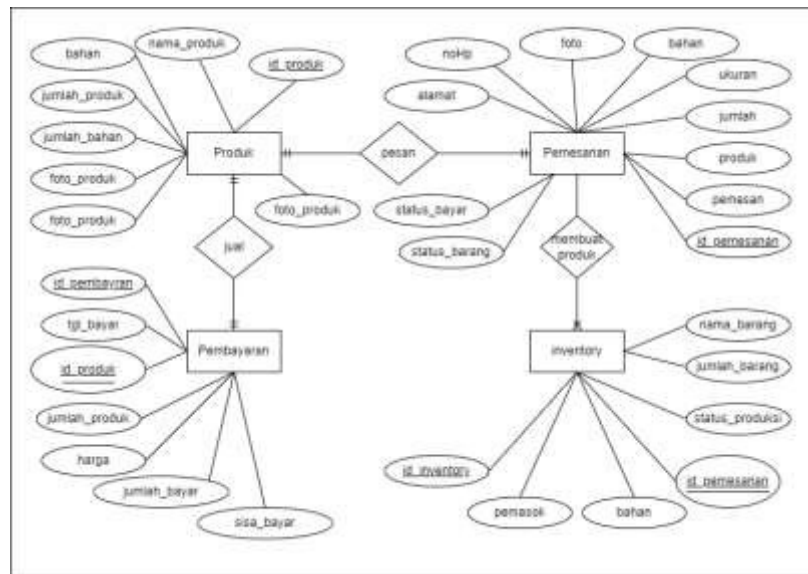 nama_produk
bahan
id_produk
jumlah_produk
jumlah_bahan
foto_produk
foto_produk
foto_produk
Produk
pesan
noHp
foto
bahan
alamat
ukuran
jumlah
produk
pemesan
id_pemesanan
Pemesanan
status_bayar
status_barang
jual
membuat
produk
id_pembayran
tgl_bayar
id_produk
jumlah_produk
harga
jumlah_bayar
sisa_bayar
Pembayaran
inventory
nama_barang
jumlah_barang
status_produksi
id_pemesanan
id_inventory
pemasok
bahan